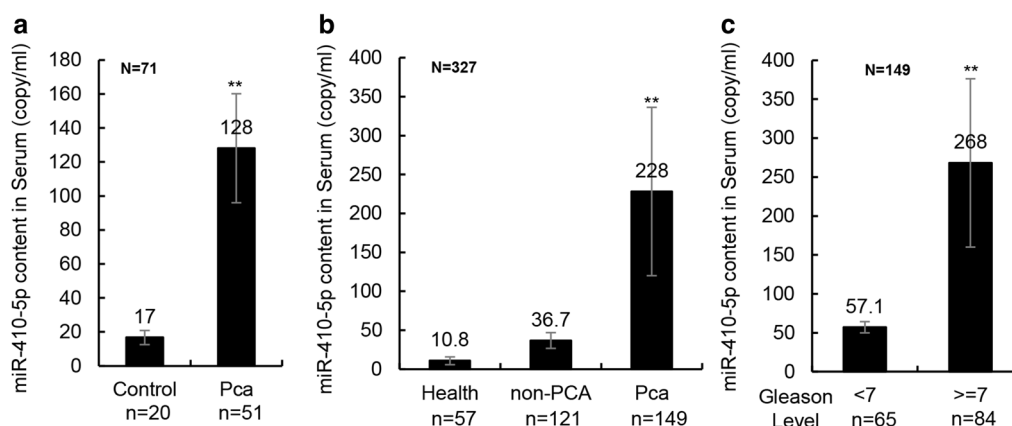 a
miR-410-5p content in Serum (copy/ml)
180
160
140
120
100
80
60
40
20
0
N=71
**
128
17
Control
n=20
Pca
n=51
b
miR-410-5p content in Serum (copy/ml)
400
350
300
250
200
150
100
50
0
N=327
**
228
36.7
10.8
Health
n=57
non-PCA
n=121
Pca
n=149
c
miR-410-5p content in Serum (copy/ml)
400
350
300
250
200
150
100
50
0
N=149
**
268
57.1
Gleason
Level
<7
n=65
>=7
n=84